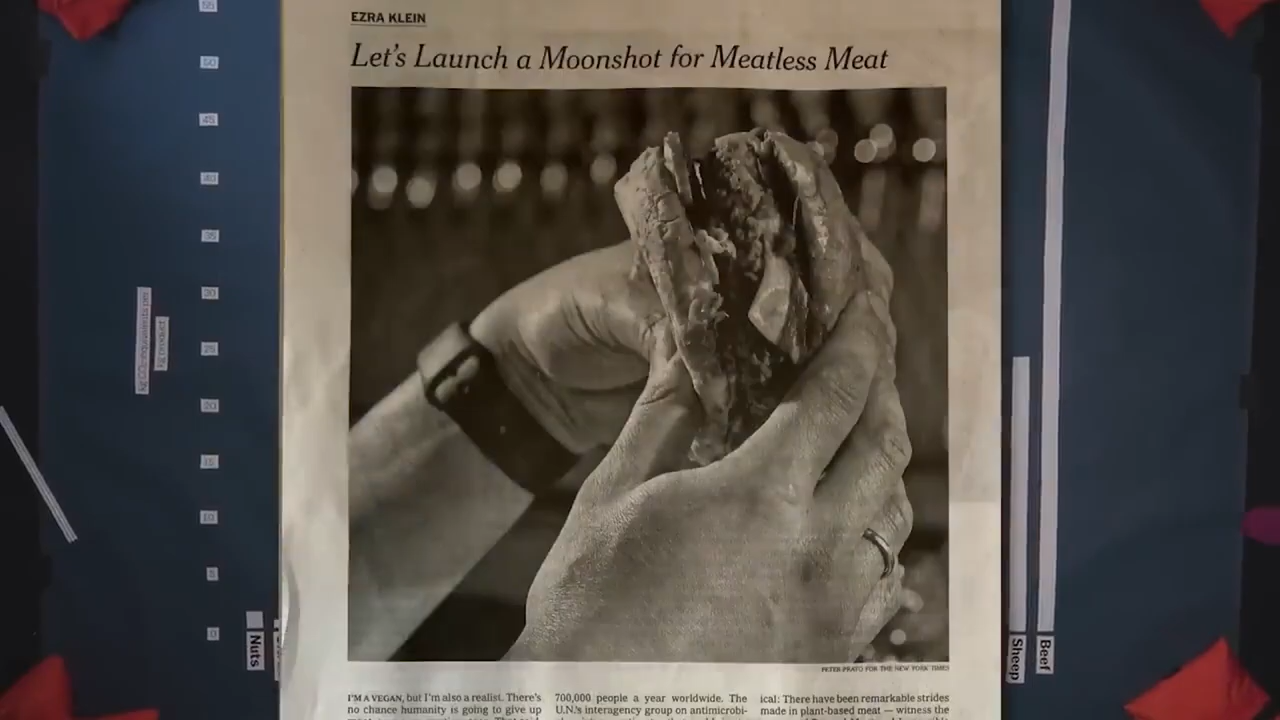 EZRA KLEIN
Let's Launch a Moonshot for Meatless Meat
55
50
45
40
35
30
25
20
15
10
5
0
kg product
Nuts
Sheep
Beef
PETER PRATO FOR THE NEW YORK TIMES
I'M A VEGAN, but I'm also a realist. There's
no chance humanity is going to give up
700,000 people a year worldwide. The
U.N.'s interagency group on antimicrobi-
ical: There have been remarkable strides
made in plant-based meat — witness the